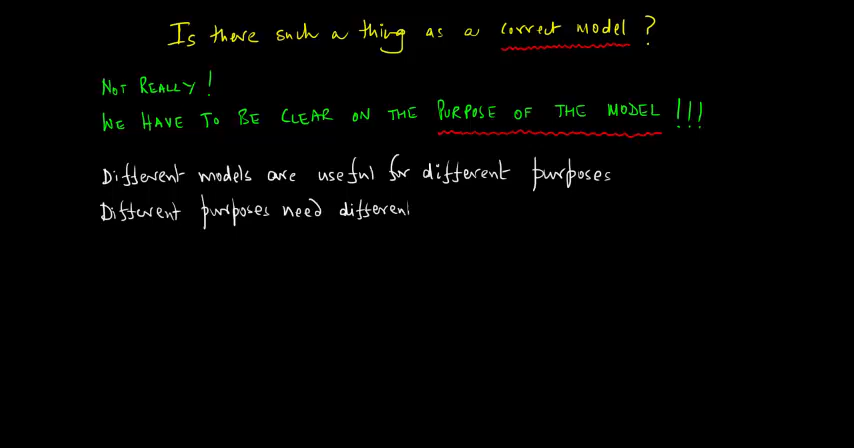 Is there such a thing as a correct model ?
NOT REALLY !
WE HAVE TO BE CLEAR ON THE PURPOSE OF THE MODEL !!!
Different models are useful for different purposes
Different purposes need different